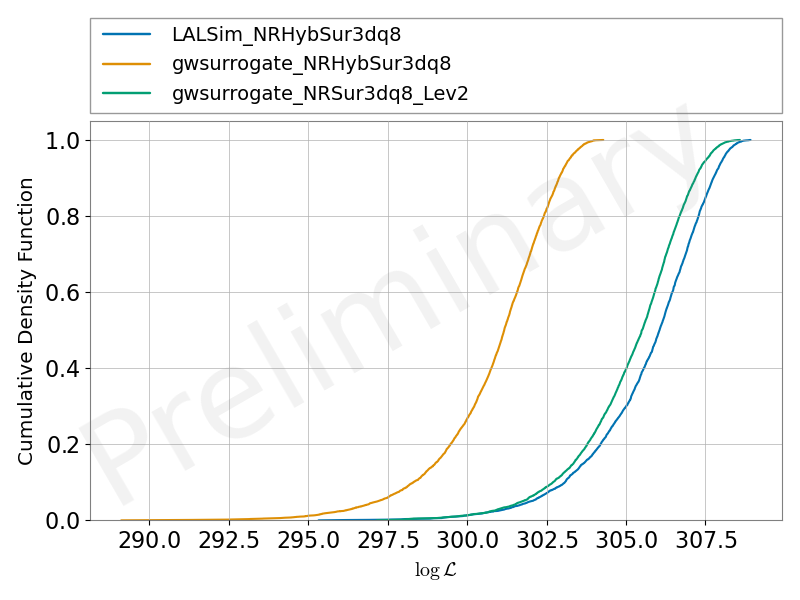 LALSim_NRHybSur3dq8
gwsurrogate_NRHybSur3dq8
gwsurrogate_NRSur3dq8_Lev2
1.0
0.8
0.6
0.4
0.2
0.0
Cumulative Density Function
Preliminary
290.0 292.5 295.0 297.5 300.0 302.5 305.0 307.5
log ℒ